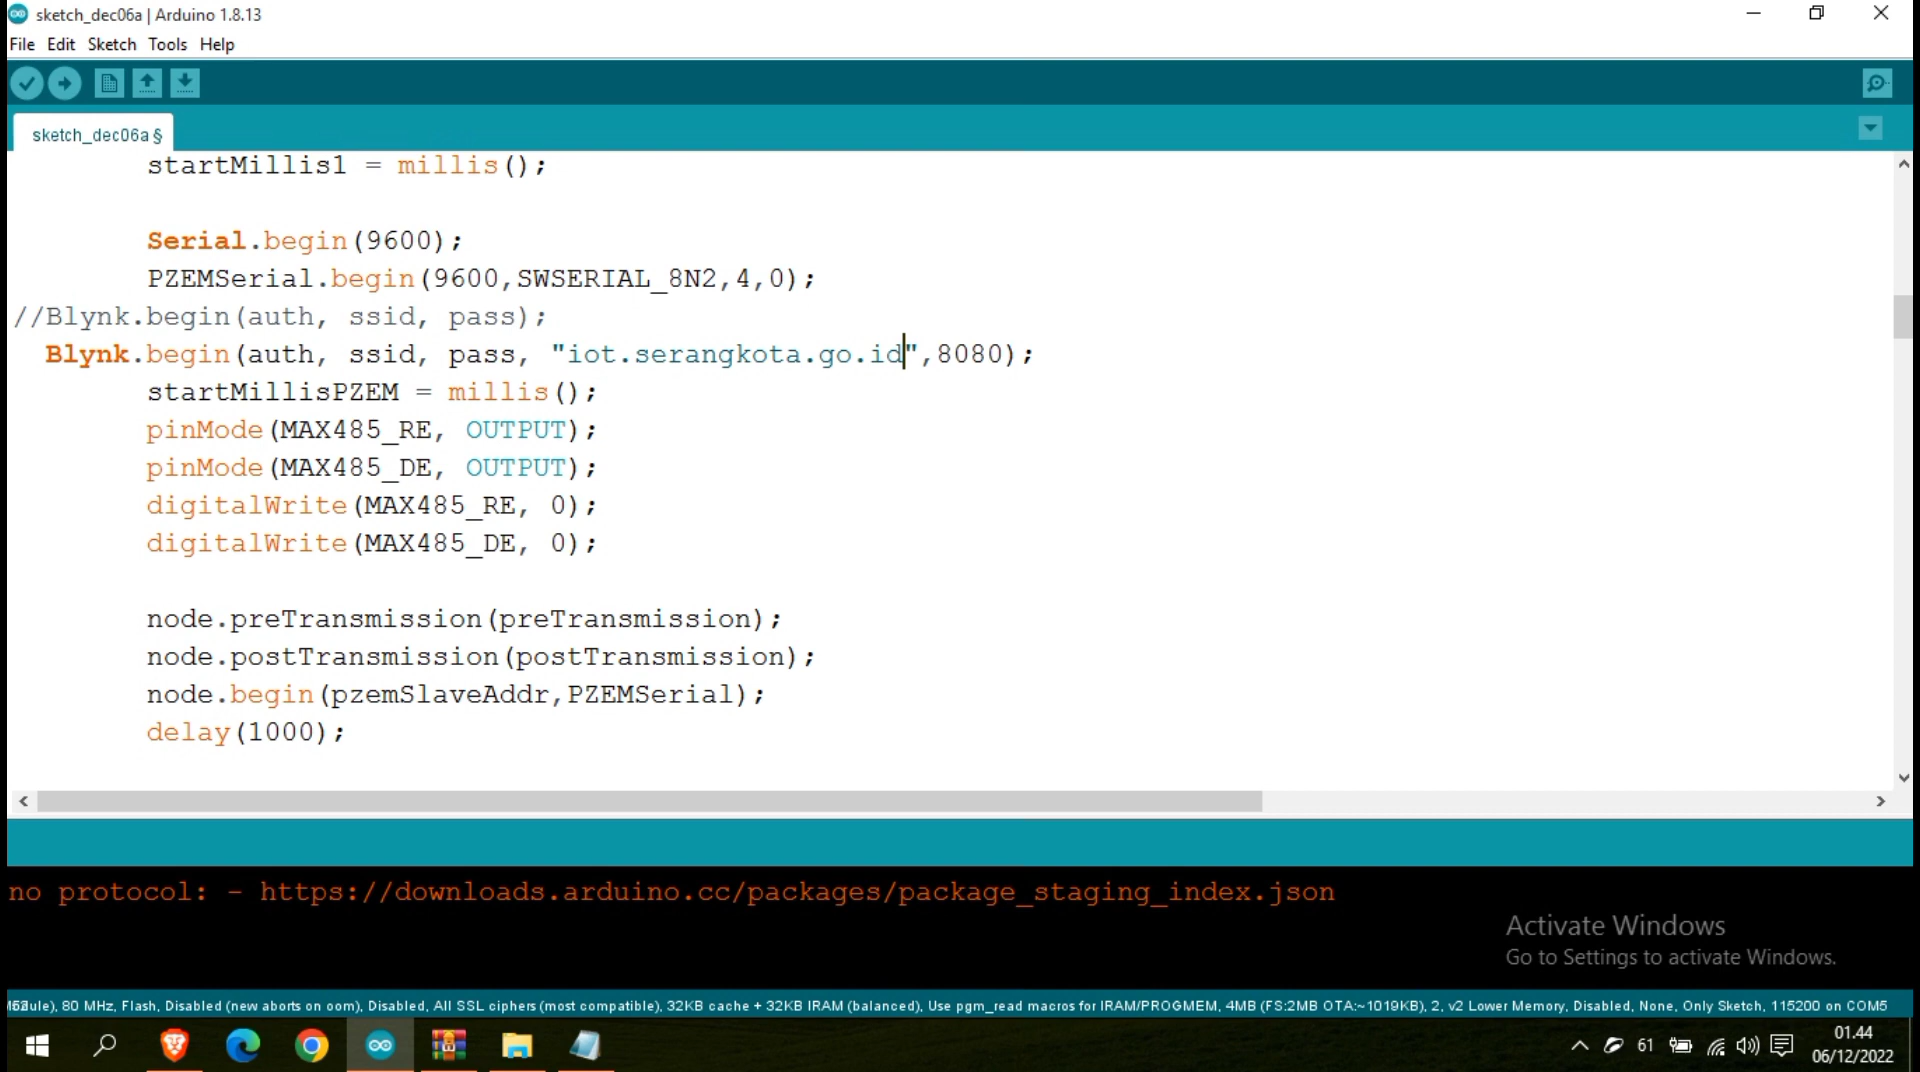 sketch_dec06a | Arduino 1.8.13
File Edit Sketch Tools Help
sketch_dec06a §
startMillis1 = millis();
Serial.begin(9600);
PZEMSerial.begin(9600,SWSERIAL_8N2,4,0);
//Blynk.begin(auth, ssid, pass);
Blynk.begin(auth, ssid, pass, "iot.serangkota.go.id",8080);
startMillisPZEM = millis();
pinMode(MAX485_RE, OUTPUT);
pinMode(MAX485_DE, OUTPUT);
digitalWrite(MAX485_RE, 0);
digitalWrite(MAX485_DE, 0);
node.preTransmission(preTransmission);
node.postTransmission(postTransmission);
node.begin(pzemSlaveAddr,PZEMSerial);
delay(1000);
no protocol: - https://downloads.arduino.cc/packages/package_staging_index.json
Activate Windows
Go to Settings to activate Windows.
80 MHz, Flash, Disabled (new aborts on oom), Disabled, All SSL ciphers (most compatible), 32KB cache + 32KB IRAM (balanced), Use pgm_read macros for IRAM/PROGMEM, 4MB (FS:2MB OTA:~1019KB), 2, v2 Lower Memory, Disabled, None, Only Sketch, 115200 on COM5
61
01.44
06/12/2022